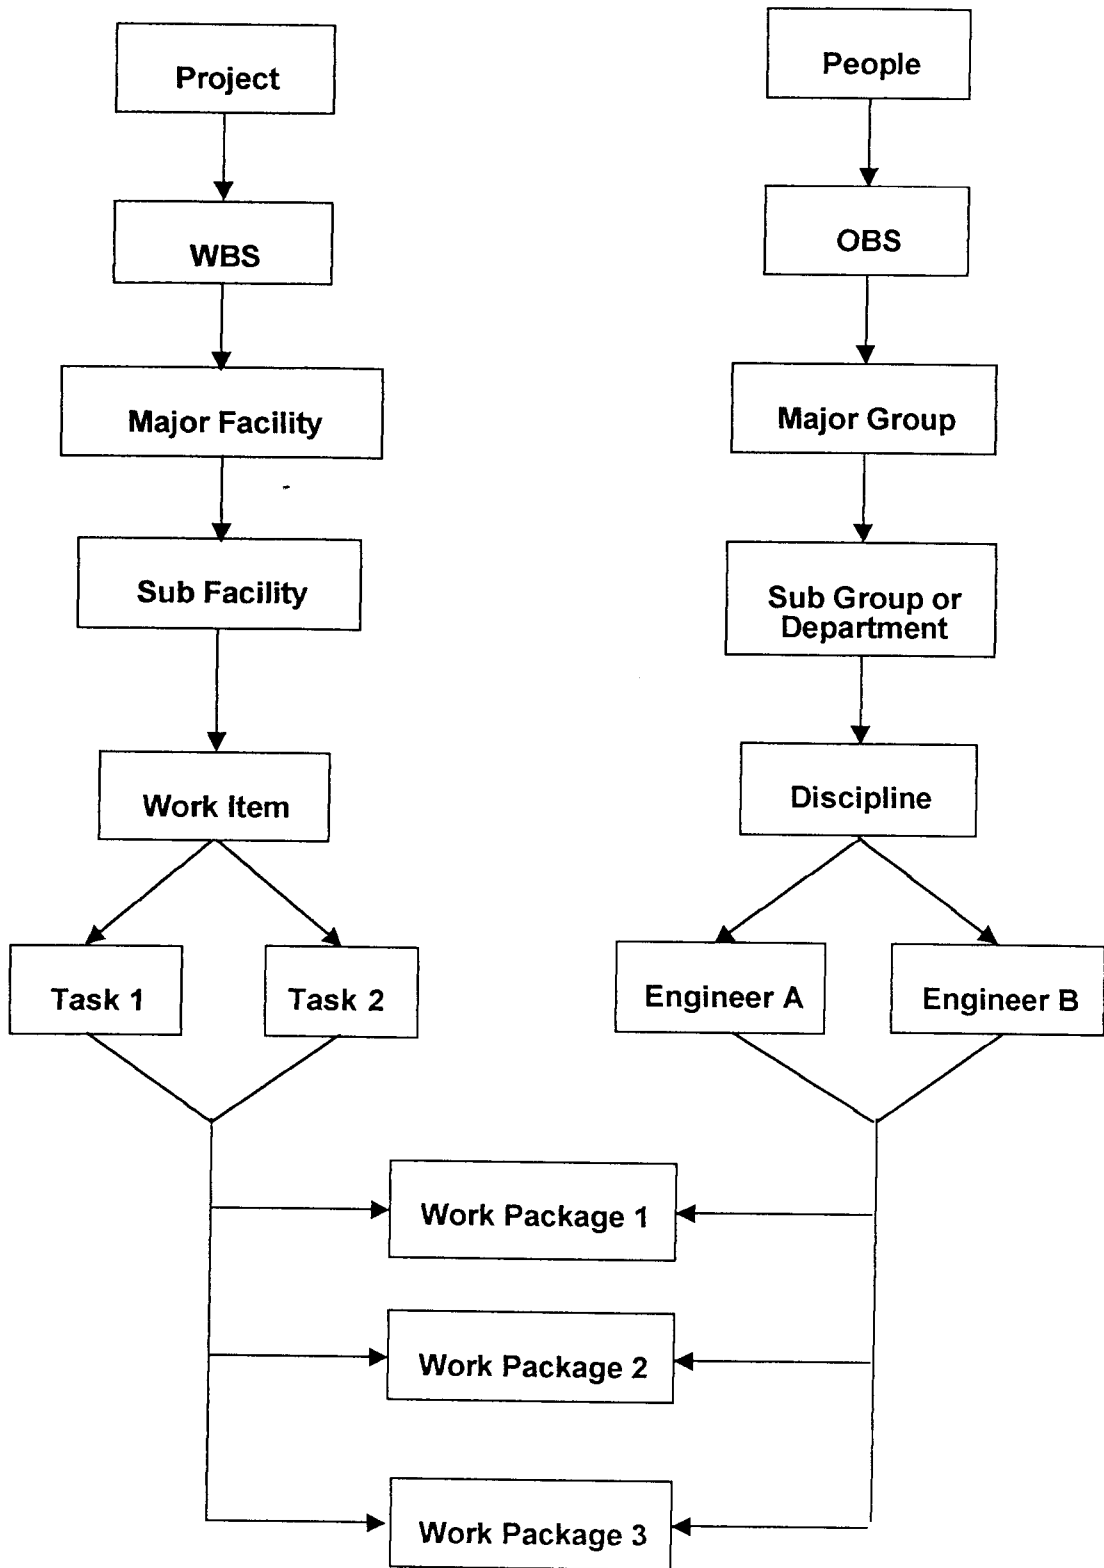 Project
People
WBS
OBS
Major Facility
Major Group
Sub Facility
Sub Group or
Department
Work Item
Discipline
Task 1
Task 2
Engineer A
Engineer B
Work Package 1
Work Package 2
Work Package 3